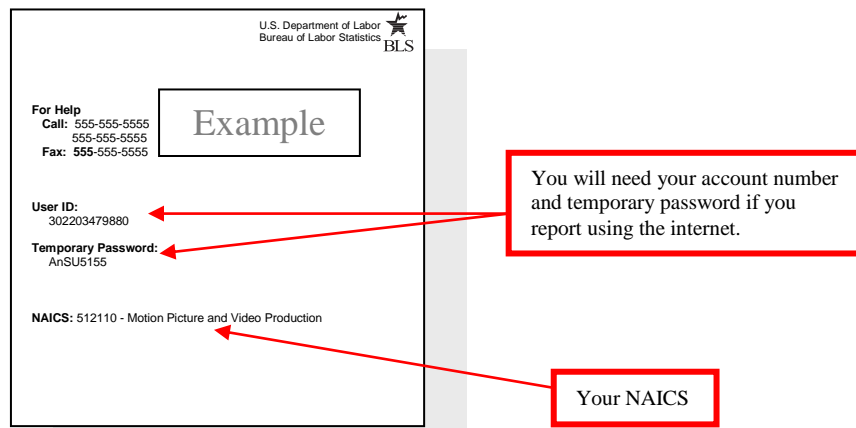 U.S. Department of Labor
Bureau of Labor Statistics
BLS
Example
For Help
Call: 555-555-5555
555-555-5555
Fax: 555-555-5555
You will need your account number
and temporary password if you
report using the internet.
User ID:
302203479880
Temporary Password:
AnSU5155
NAICS: 512110 - Motion Picture and Video Production
Your NAICS